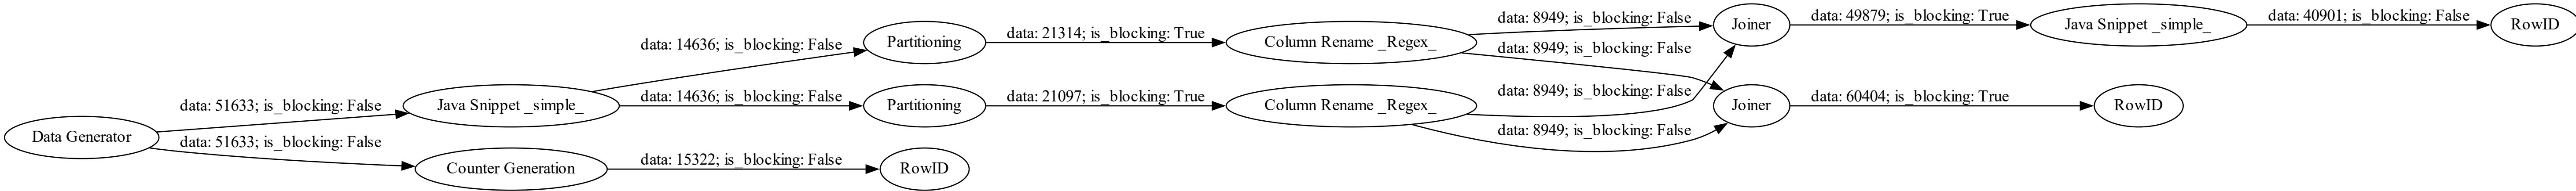 Data Generator
data: 51633; is_blocking: False
data: 51633; is_blocking: False
Java Snippet _simple_
Counter Generation
data: 14636; is_blocking: False
data: 14636; is_blocking: False
data: 15322; is_blocking: False
Partitioning
Partitioning
RowID
data: 21314; is_blocking: True
data: 21097; is_blocking: True
Column Rename _Regex_
Column Rename _Regex_
data: 8949; is_blocking: False
data: 8949; is_blocking: False
data: 8949; is_blocking: False
data: 8949; is_blocking: False
Joiner
Joiner
data: 49879; is_blocking: True
data: 60404; is_blocking: True
Java Snippet _simple_
RowID
data: 40901; is_blocking: False
RowID